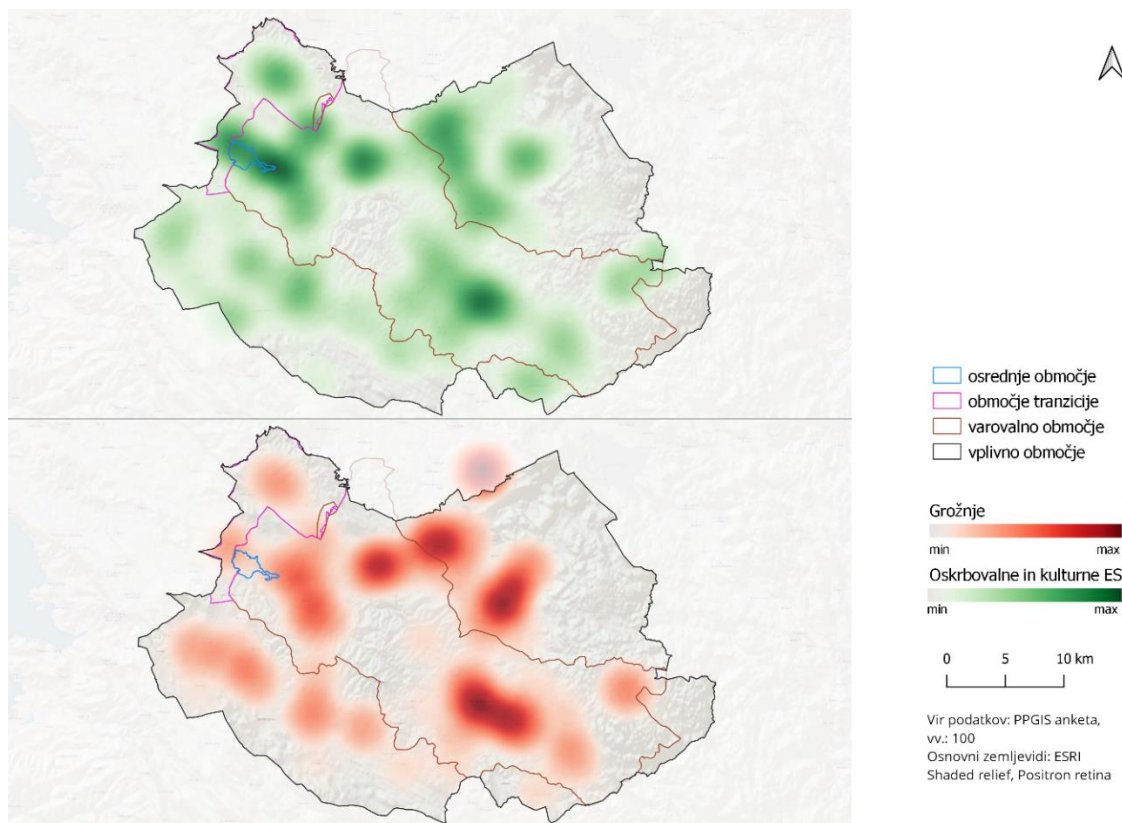 osrednje območje
območje tranzicije
varovalno območje
vplivno območje
Grožnje
min max
Oskrbovalne in kulturne ES
min max
0 5 10 km
Vir podatkov: PPGIS anketa,
vv.: 100
Osnovni zemljevidi: ESRI
Shaded relief, Positron retina